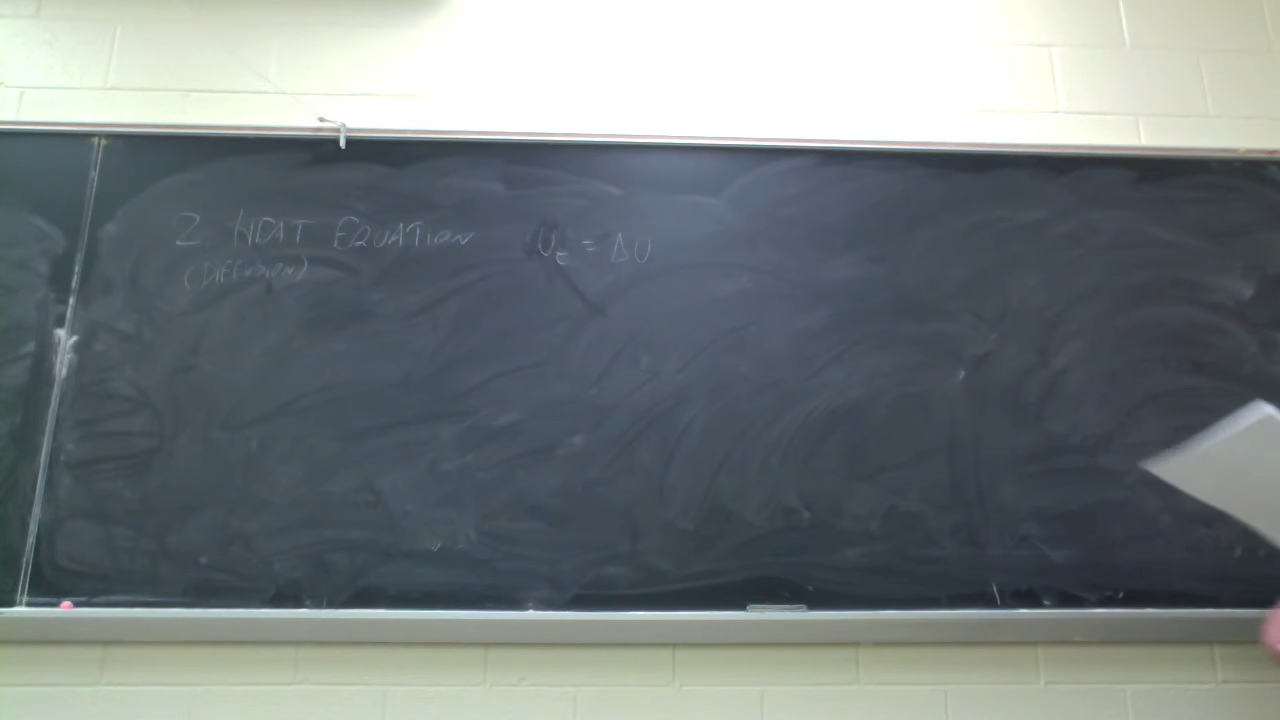 2 HEAT EQUATION U_t = ΔU
(DIFFUSION)